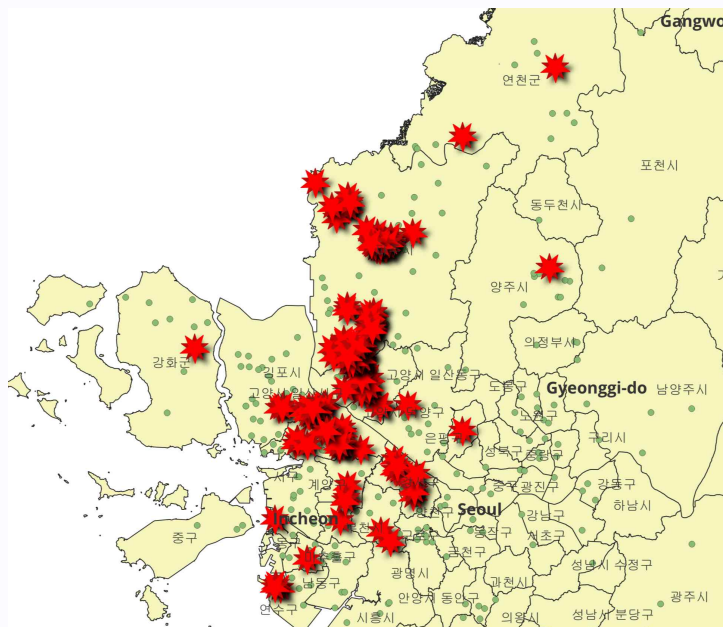 Gangwo
연천군
포천시
동두천시
양주시
의정부시
강화군
김포시
고양시 일산동구
도봉구
Gyeonggi-do
남양주시
노원구
은평
구리시
성북구
중랑구
서구
계양
중구
광진구
강동구
Incheon
Seoul
하남시
중구
강남구
동작구
서초구
금천구
광명시
과천시
성남시 수정구
남동구
안양시 동안구
연수구
시흥시
의왕시
성남시 분당구
광주시